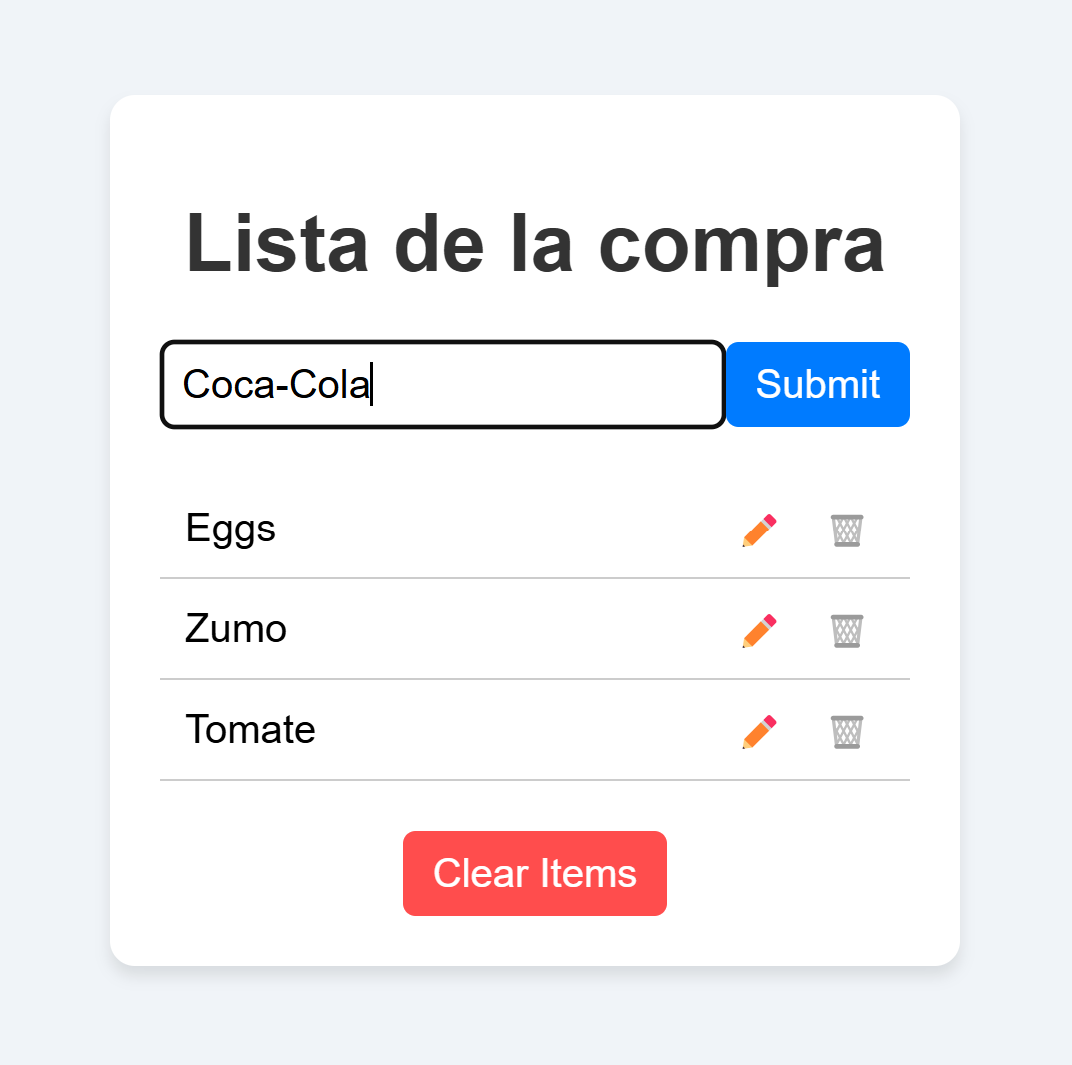 Lista de la compra
Coca-Cola
Submit
Eggs
Zumo
Tomate
Clear Items